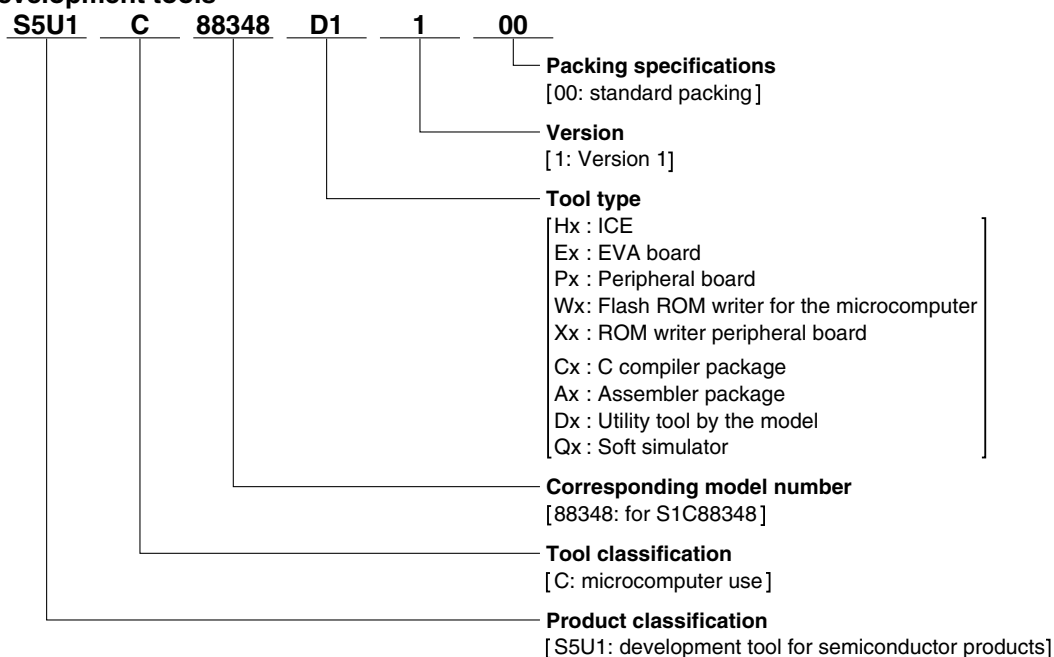 development tools
S5U1 C 88348 D1 1 00
Packing specifications
[00: standard packing]
Version
[1: Version 1]
Tool type
[Hx : ICE
Ex : EVA board
Px : Peripheral board
Wx: Flash ROM writer for the microcomputer
Xx : ROM writer peripheral board
Cx : C compiler package
Ax : Assembler package
Dx : Utility tool by the model
Qx : Soft simulator]
Corresponding model number
[88348: for S1C88348]
Tool classification
[C: microcomputer use]
Product classification
[S5U1: development tool for semiconductor products]